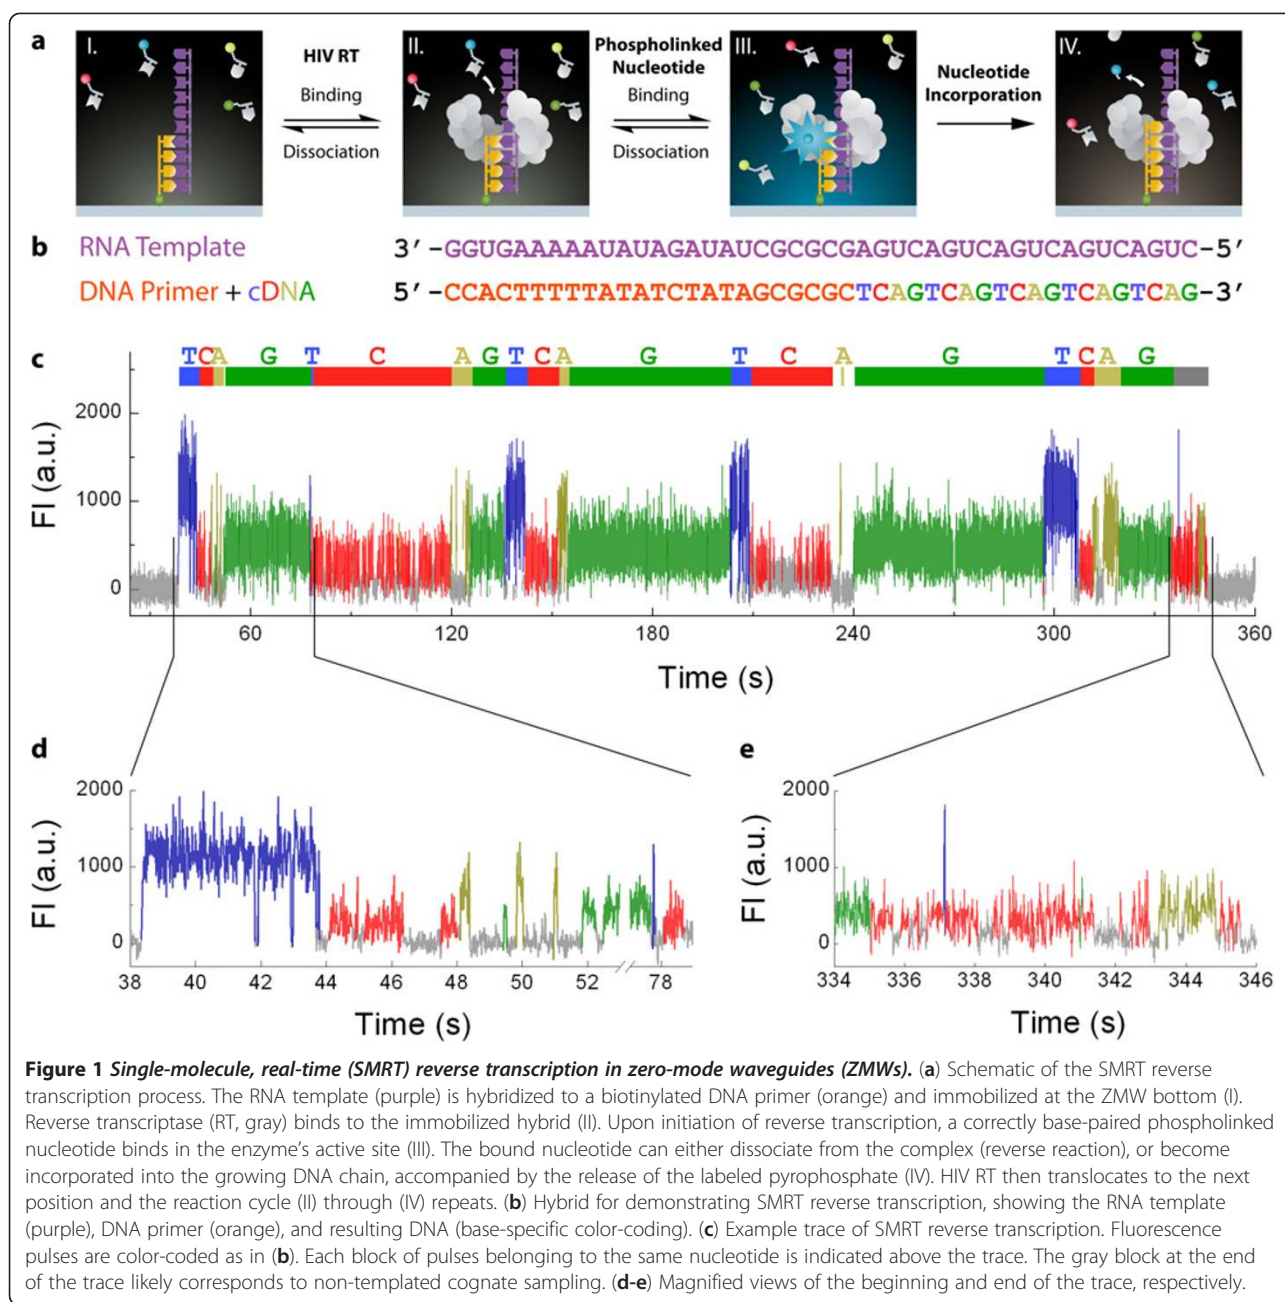 a
I.
HIV RT
Binding
Dissociation
II.
Phospholinked
Nucleotide
Binding
Dissociation
III.
Nucleotide
Incorporation
IV.
b
RNA Template
3′ -GGUGAAAAAUAUAGAUAUCGCGCGAGUCAGUCAGUCAGUCAGUC-5′
DNA Primer + cDNA
5′ -CCACTTTTTATATCTATAGCGCGCTCAGTCAGTCAGTCAGTCAG-3′
c
T C A G T C A G T C A G T C A G T C A G
FI (a.u.)
2000
1000
0
60 120 180 240 300 360
Time (s)
d
FI (a.u.)
2000
1000
0
38 40 42 44 46 48 50 52 78
Time (s)
e
FI (a.u.)
2000
1000
0
334 336 338 340 342 344 346
Time (s)
Figure 1 Single-molecule, real-time (SMRT) reverse transcription in zero-mode waveguides (ZMWs). (a) Schematic of the SMRT reverse
transcription process. The RNA template (purple) is hybridized to a biotinylated DNA primer (orange) and immobilized at the ZMW bottom (I).
Reverse transcriptase (RT, gray) binds to the immobilized hybrid (II). Upon initiation of reverse transcription, a correctly base-paired phospholinked
nucleotide binds in the enzyme's active site (III). The bound nucleotide can either dissociate from the complex (reverse reaction), or become
incorporated into the growing DNA chain, accompanied by the release of the labeled pyrophosphate (IV). HIV RT then translocates to the next
position and the reaction cycle (II) through (IV) repeats. (b) Hybrid for demonstrating SMRT reverse transcription, showing the RNA template
(purple), DNA primer (orange), and resulting DNA (base-specific color-coding). (c) Example trace of SMRT reverse transcription. Fluorescence
pulses are color-coded as in (b). Each block of pulses belonging to the same nucleotide is indicated above the trace. The gray block at the end
of the trace likely corresponds to non-templated cognate sampling. (d-e) Magnified views of the beginning and end of the trace, respectively.